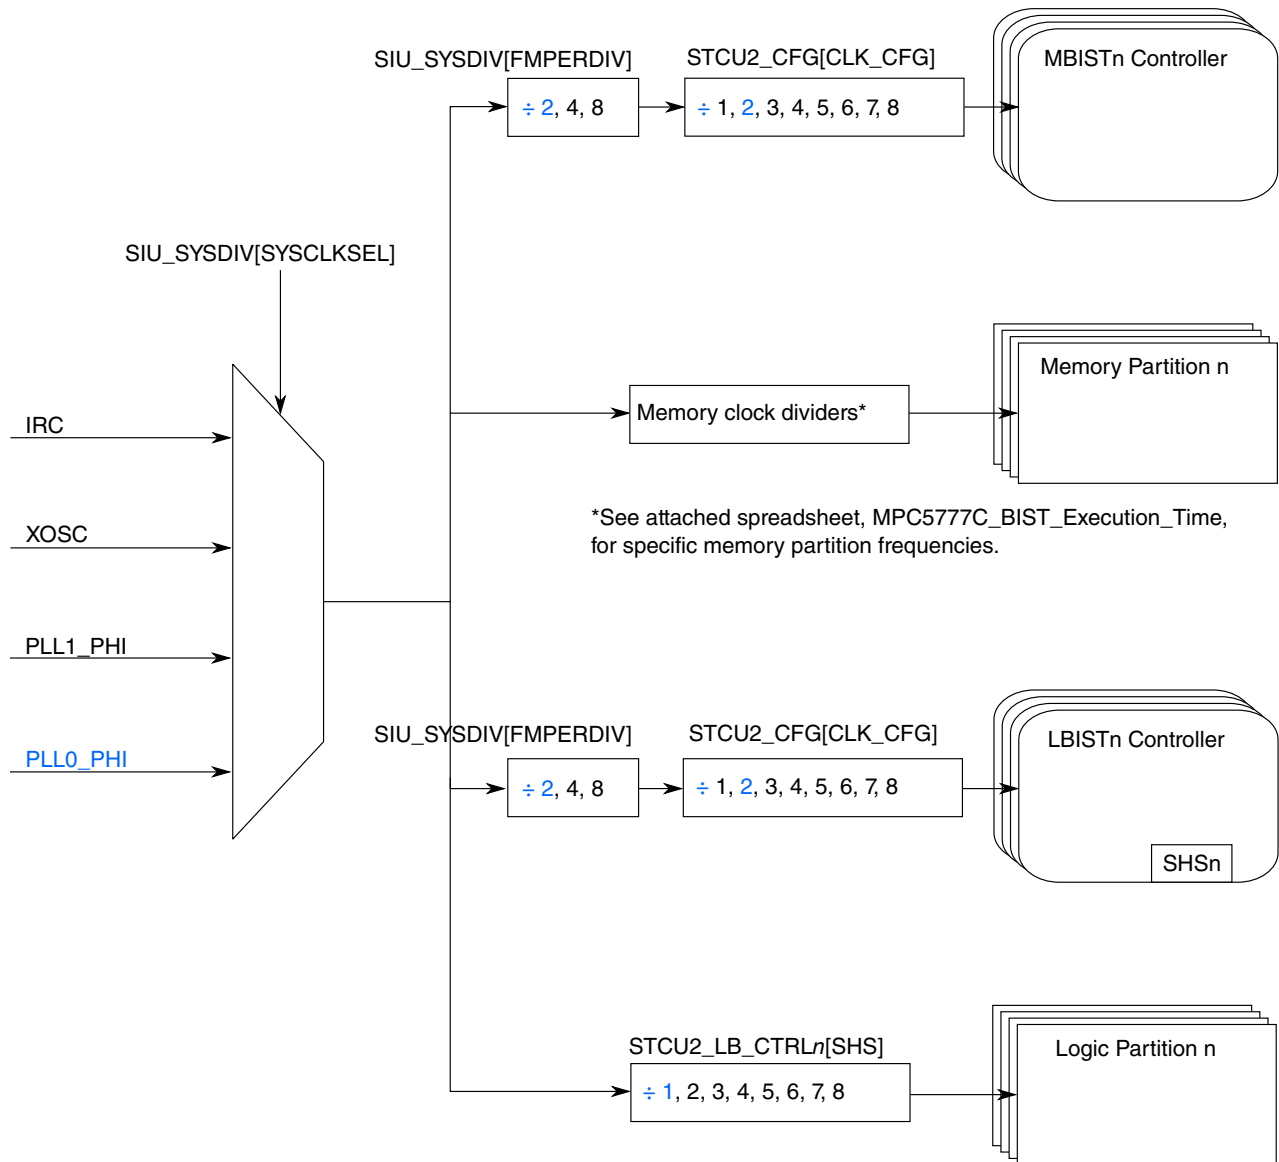 SIU_SYSDIV[FMPERDIV]
STCU2_CFG[CLK_CFG]
MBISTn Controller
÷ 2, 4, 8
÷ 1, 2, 3, 4, 5, 6, 7, 8
SIU_SYSDIV[SYSCLKSEL]
Memory Partition n
Memory clock dividers*
IRC
*See attached spreadsheet, MPC5777C_BIST_Execution_Time,
for specific memory partition frequencies.
XOSC
PLL1_PHI
SIU_SYSDIV[FMPERDIV]
STCU2_CFG[CLK_CFG]
LBISTn Controller
PLL0_PHI
÷ 2, 4, 8
÷ 1, 2, 3, 4, 5, 6, 7, 8
SHSn
STCU2_LB_CTRLn[SHS]
Logic Partition n
÷ 1, 2, 3, 4, 5, 6, 7, 8